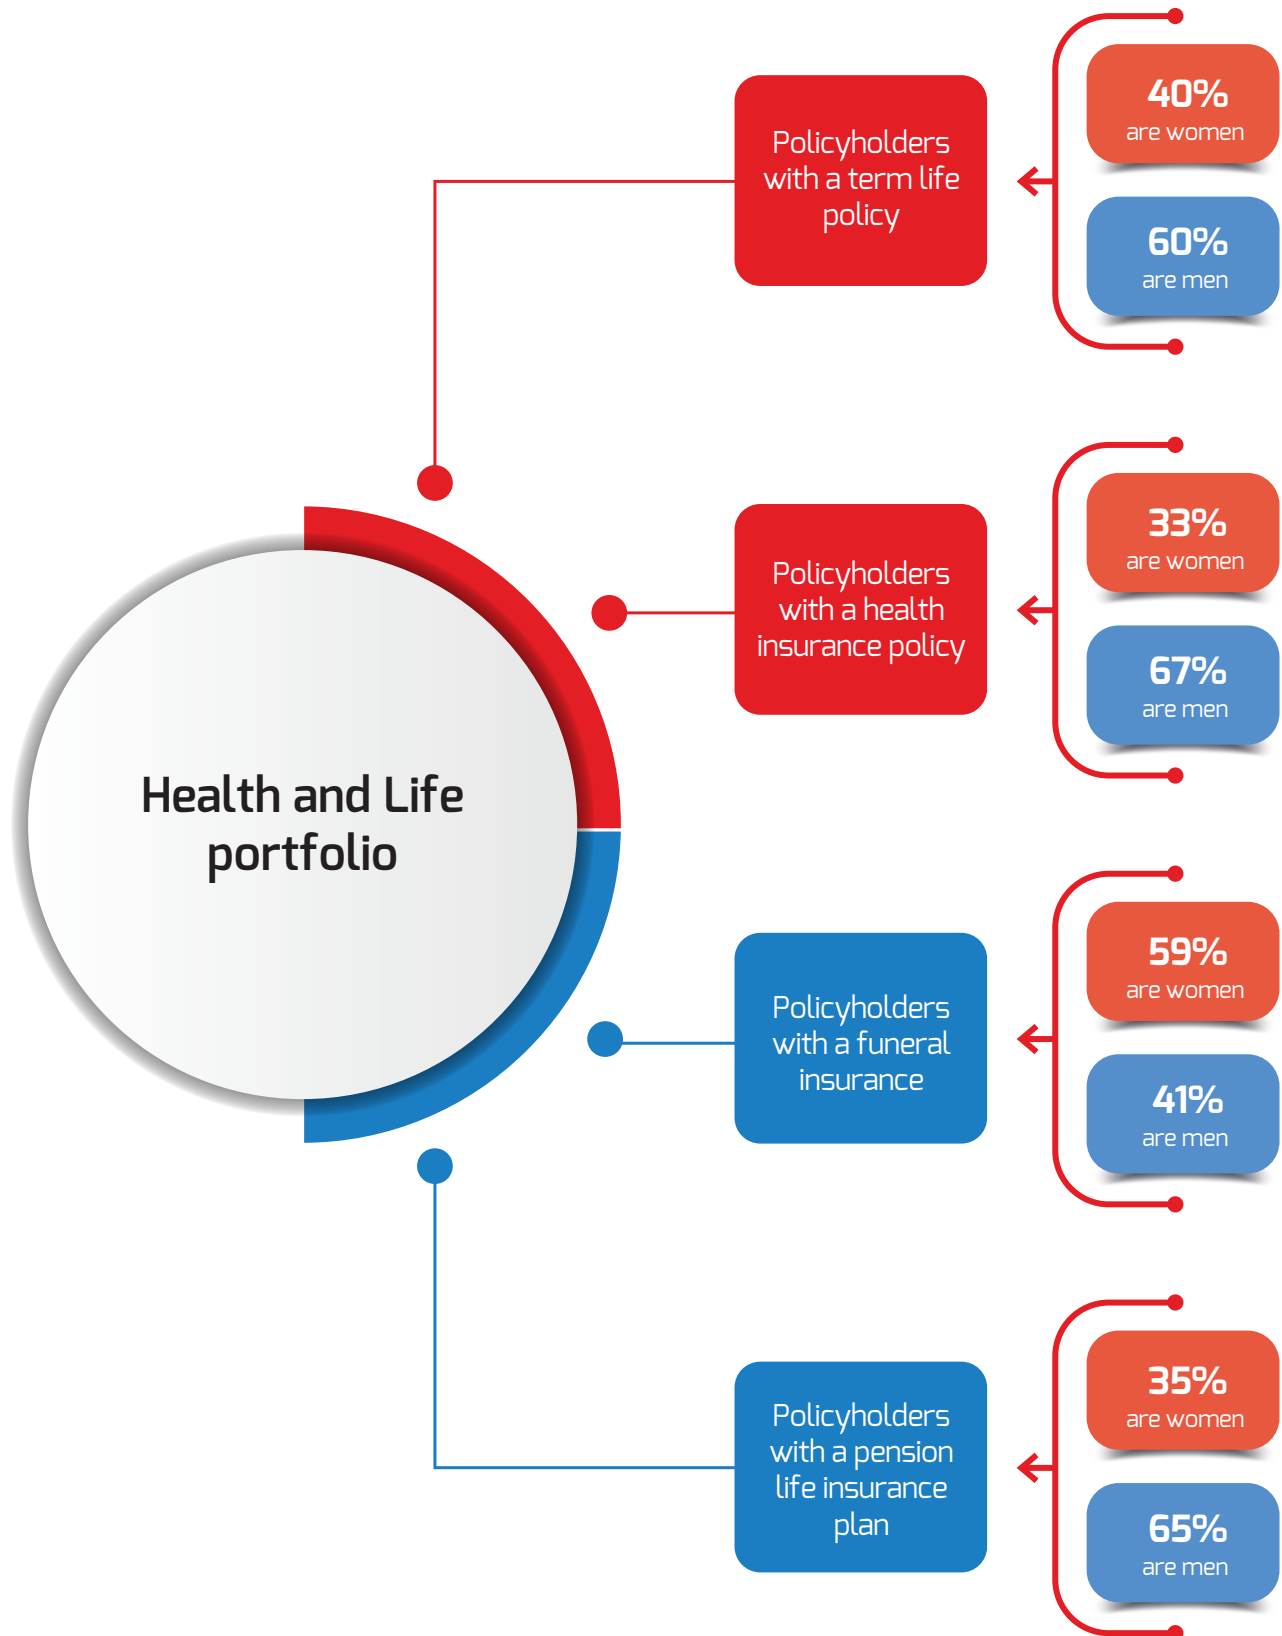 Health and Life
portfolio
Policyholders
with a term life
policy
40%
are women
60%
are men
Policyholders
with a health
insurance policy
33%
are women
67%
are men
Policyholders
with a funeral
insurance
59%
are women
41%
are men
Policyholders
with a pension
life insurance
plan
35%
are women
65%
are men